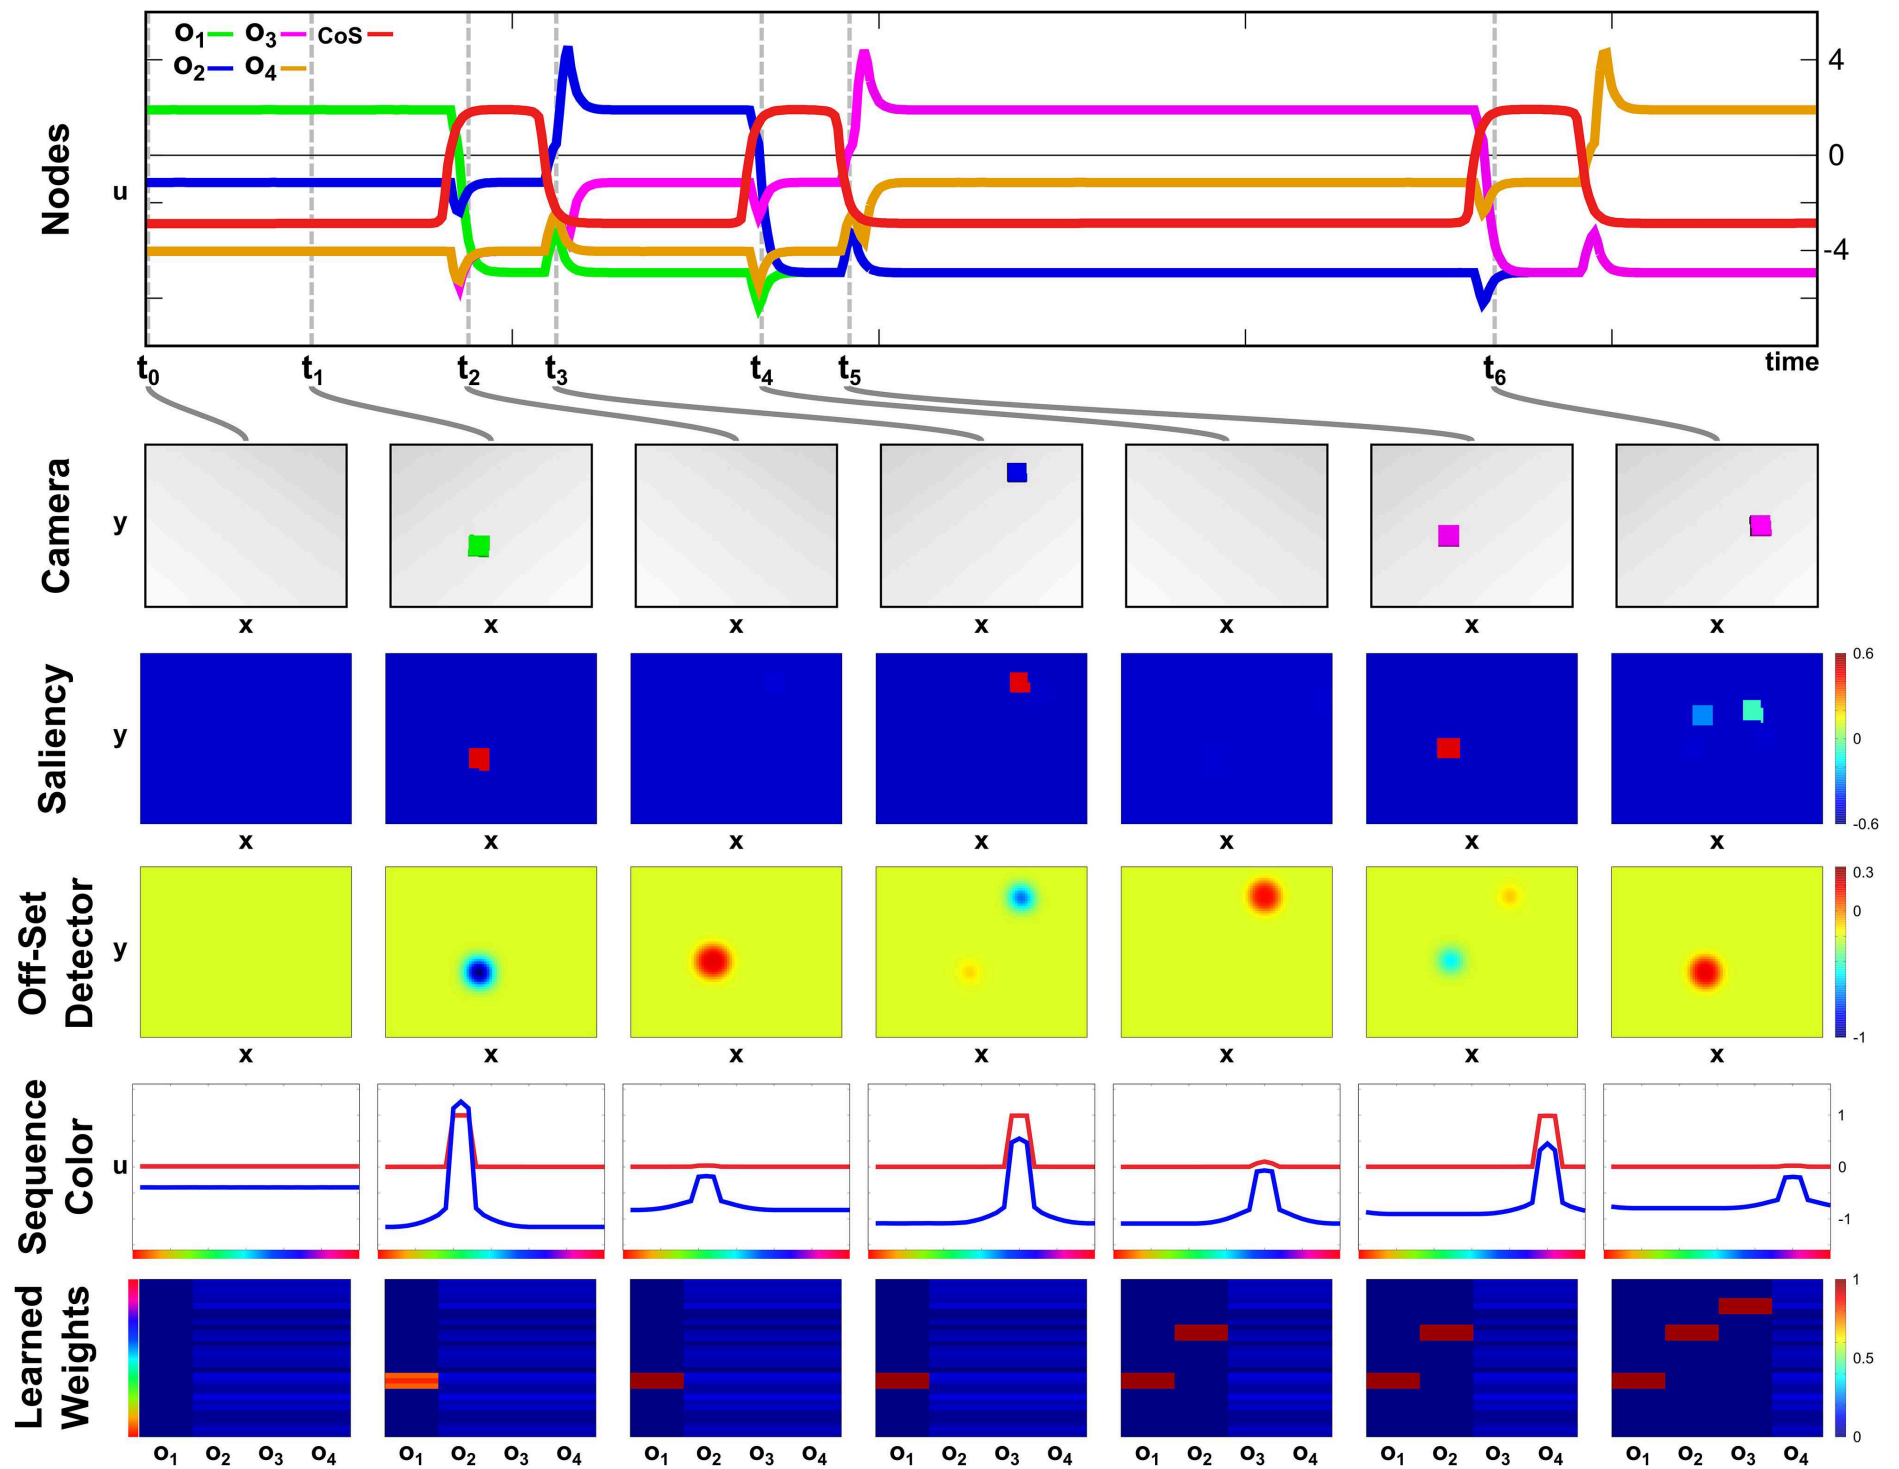 O1 O3 CoS
O2 O4
Nodes
u
4
0
-4
t0 t1 t2 t3 t4 t5 t6 time
Camera
y
x x x x x x x
Saliency
y
0.6
0
-0.6
x x x x x x x
Off-Set
Detector
y
0.3
0
-1
x x x x x x x
Sequence
Color
u
1
0
-1
Learned
Weights
1
0.5
0
O1 O2 O3 O4 O1 O2 O3 O4 O1 O2 O3 O4 O1 O2 O3 O4 O1 O2 O3 O4 O1 O2 O3 O4 O1 O2 O3 O4